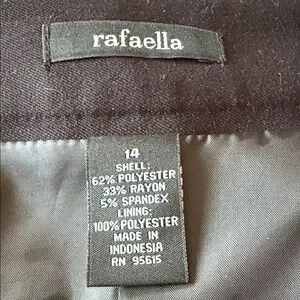 rafaella
14
SHELL:
62% POLYESTER
33% RAYON
5% SPANDEX
LINING:
100% POLYESTER
MADE IN
INDONESIA
RN 95615